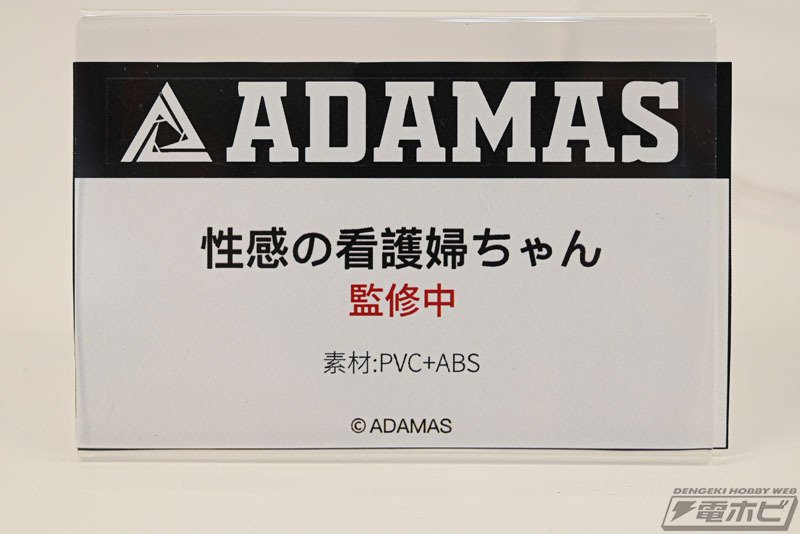 ADAMAS
性感の看護婦ちゃん
監修中
素材:PVC+ABS
© ADAMAS
DENGEKI HOBBY WEB
電ホビ